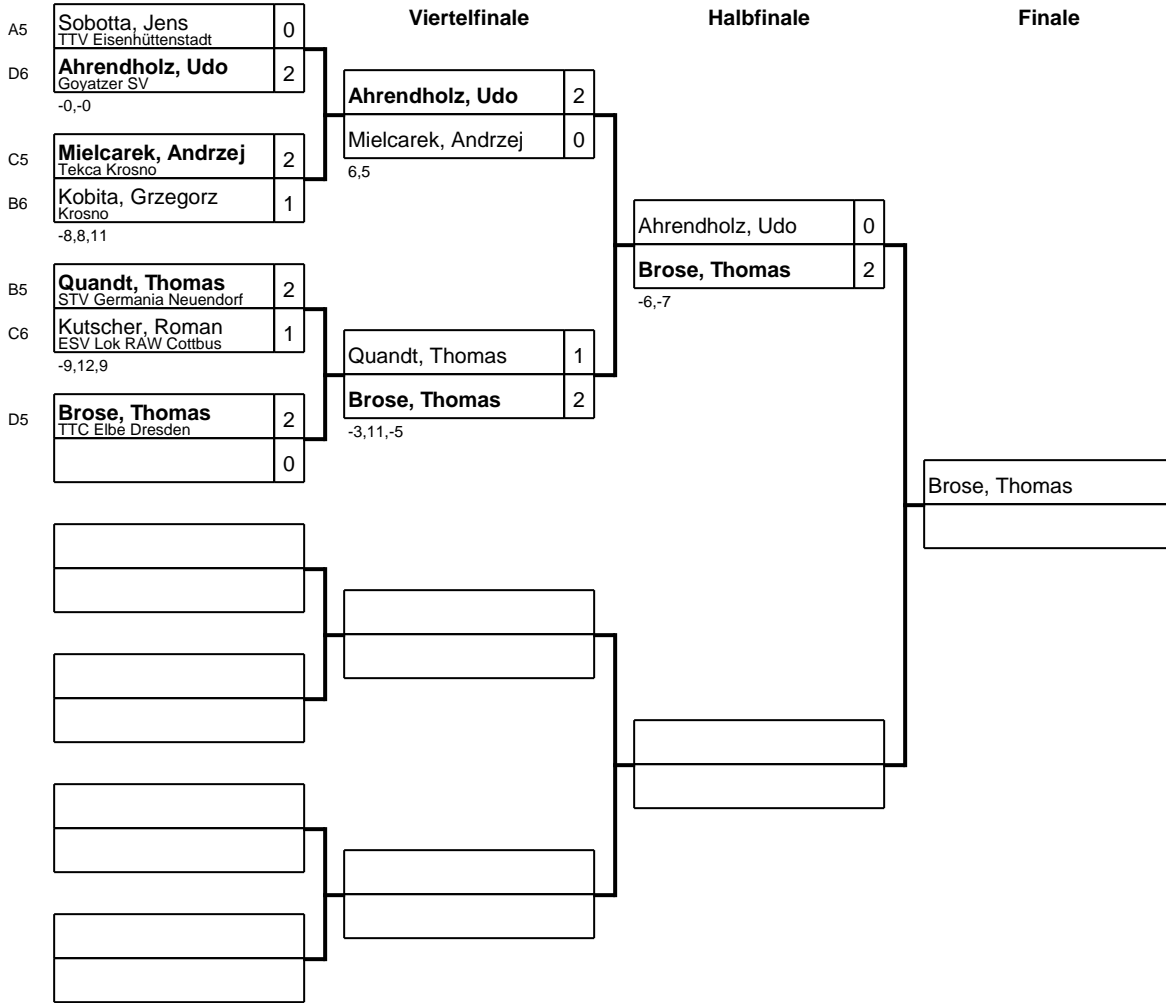 Viertelfinale
Halbfinale
Finale
A5
Sobotta, Jens
TTV Eisenhüttenstadt
0
D6
Ahrendholz, Udo
Goyatzer SV
2
-0,-0
C5
Mielcarek, Andrzej
Tekca Krosno
2
B6
Kobita, Grzegorz
Krosno
1
-8,8,11
B5
Quandt, Thomas
STV Germania Neuendorf
2
C6
Kutscher, Roman
ESV Lok RAW Cottbus
1
-9,12,9
D5
Brose, Thomas
TTC Elbe Dresden
2
0
Ahrendholz, Udo 2
Mielcarek, Andrzej 0
6,5
Quandt, Thomas 1
Brose, Thomas 2
-3,11,-5
Ahrendholz, Udo 0
Brose, Thomas 2
-6,-7
Brose, Thomas